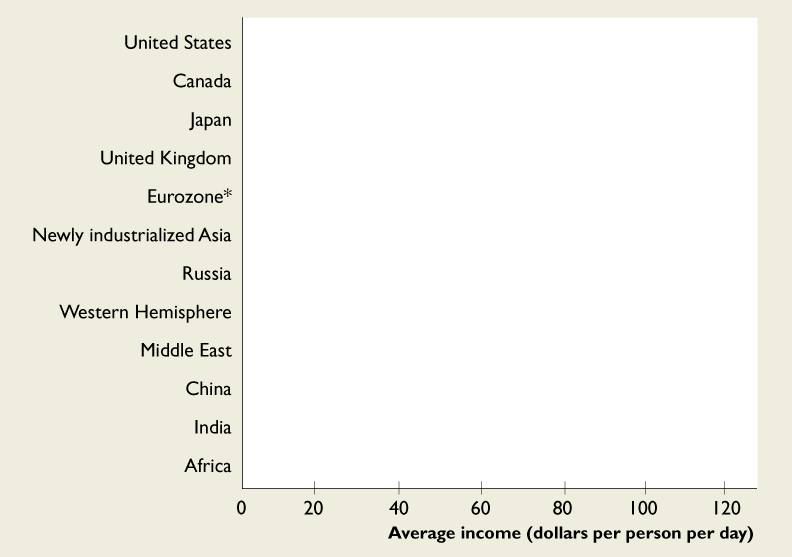 United States
Canada
Japan
United Kingdom
Eurozone*
Newly industrialized Asia
Russia
Western Hemisphere
Middle East
China
India
Africa
0 20 40 60 80 100 120
Average income (dollars per person per day)